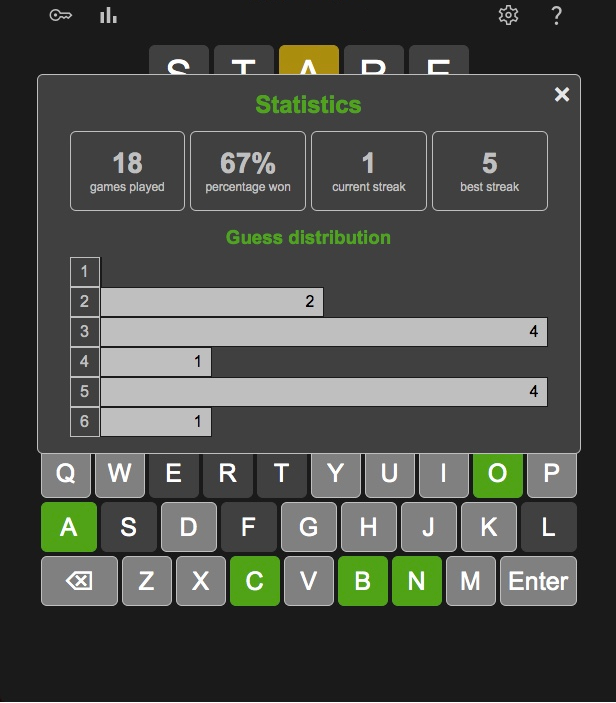 ?
S T A R E
×
Statistics
18 67% 1 5
games played percentage won current streak best streak
Guess distribution
1
2 2
3 4
4 1
5 4
6 1
Q W E R T Y U I O P
A S D F G H J K L
Z X C V B N M Enter